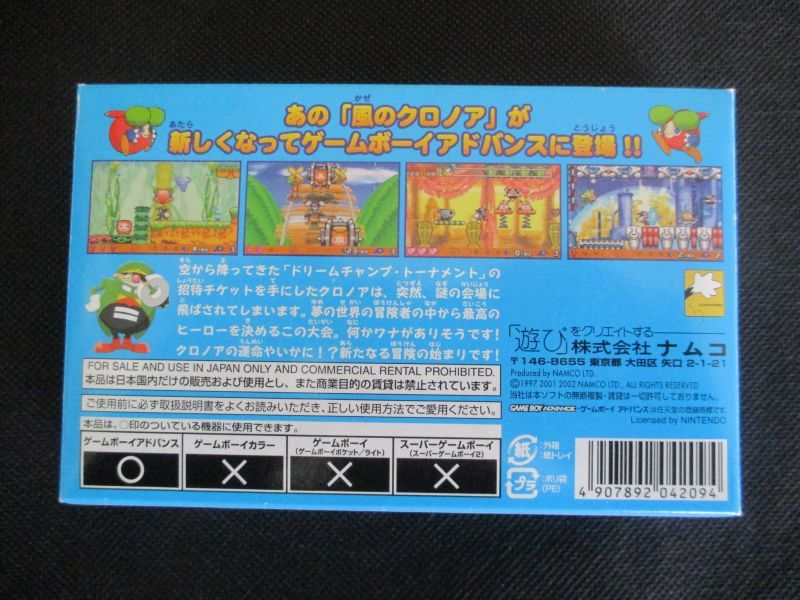 あの「風のクロノア」が
新しくなってゲームボーイアドバンスに登場!!
空から降ってきた「ドリームチャンプ・トーナメント」の
招待チケットを手にしたクロノアは、突然、謎の会場に
飛ばされてしまいます。夢の世界の冒険者の中から最高の
ヒーローを決めるこの大会。何かワナがありそうです!
クロノアの運命やいかに!?新たなる冒険の始まりです!
FOR SALE AND USE IN JAPAN ONLY AND COMMERCIAL RENTAL PROHIBITED.
本品は日本国内だけの販売および使用とし、また商業目的の賃貸は禁止されています。
ご使用前に必ず取扱説明書をよくお読みいただき、正しい使用方法でご愛用ください。
本品は、○印のついている機器に使用できます。
ゲームボーイアドバンス ゲームボーイカラー ゲームボーイ (ゲームボーイポケット/ライト) スーパーゲームボーイ (スーパーゲームボーイ2)
○ × × ×
「遊び」をクリエイトする
株式会社 ナムコ
〒146-8655 東京都 大田区 矢口 2-1-21
Produced by NAMCO LTD.
©1997 2001 2002 NAMCO LTD., ALL RIGHTS RESERVED
当社は本ソフトの無断複製・賃貸は一切許可しておりません。
GAME BOY ADVANCE・ゲームボーイ アドバンスは任天堂の登録商標です。
Licensed by NINTENDO
紙 :外箱 :紙トレイ
プラ :ポリ袋 (PE)
4 907892 042094